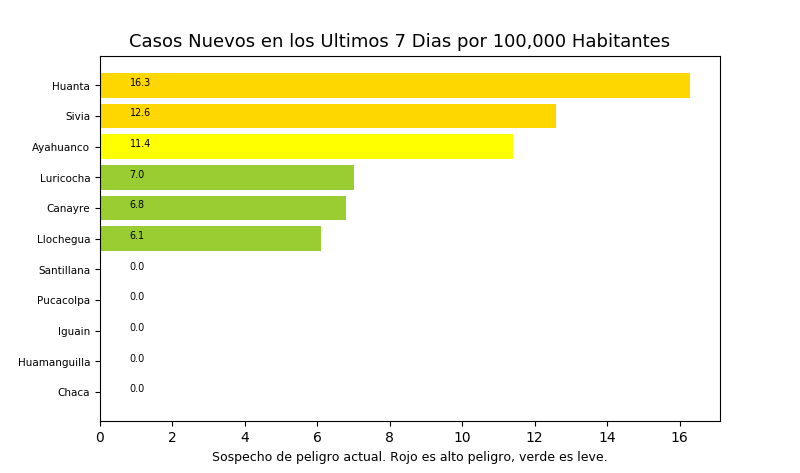 Casos Nuevos en los Ultimos 7 Dias por 100,000 Habitantes
Huanta 16.3
Sivia 12.6
Ayahuanco 11.4
Luricocha 7.0
Canayre 6.8
Llochegua 6.1
Santillana 0.0
Pucacolpa 0.0
Iguain 0.0
Huamanguilla 0.0
Chaca 0.0
0 2 4 6 8 10 12 14 16
Sospecho de peligro actual. Rojo es alto peligro, verde es leve.